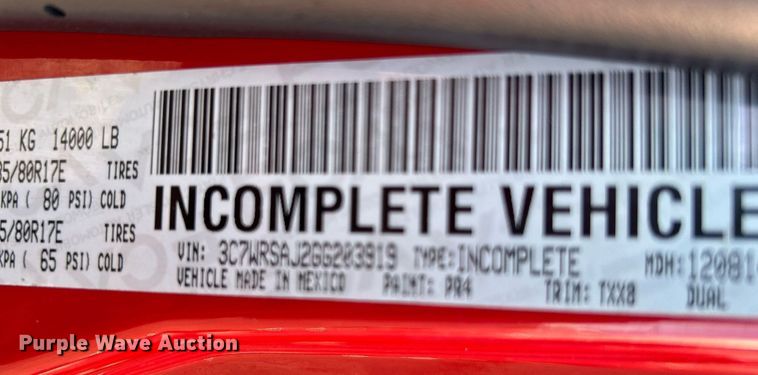 51 KG 14000 LB
5/80R17E TIRES
KPA ( 80 PSI) COLD
5/80R17E TIRES
KPA ( 65 PSI) COLD
INCOMPLETE VEHICLE
VIN: 3C7WRSAJ2GG203919 TYPE:INCOMPLETE MDH:12081
VEHICLE MADE IN MEXICO PAINT: PR4 TRIM: TXX8 DUAL
Purple Wave Auction